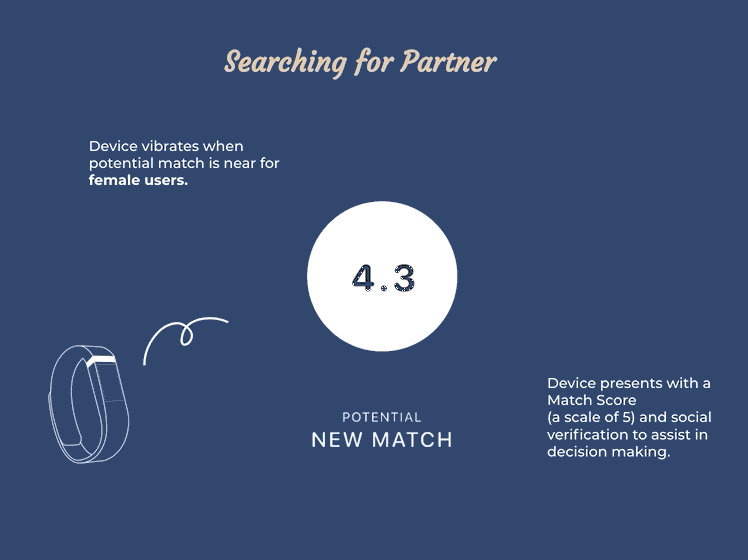 Searching for Partner
Device vibrates when
potential match is near for
female users.
4.3
Device presents with a
Match Score
(a scale of 5) and social
verification to assist in
decision making.
POTENTIAL
NEW MATCH